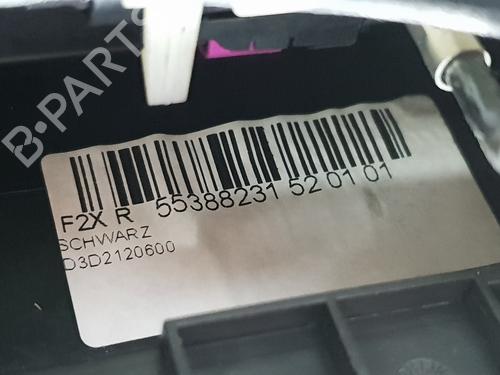 B-PARTS
F2X R 55388231 52 01 01
SCHWARZ
D3D2120600